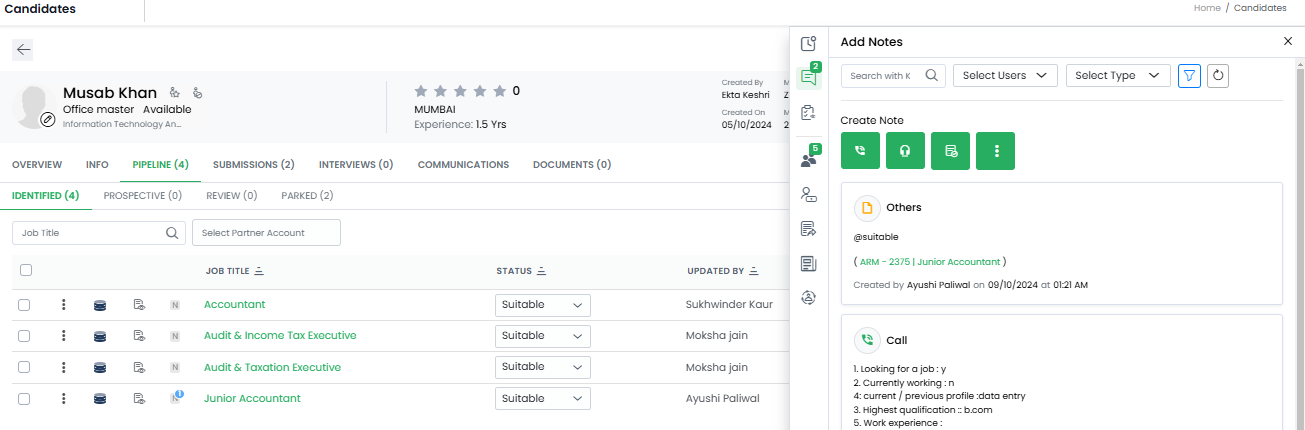 Candidates
Home / Candidates
Musab Khan
Office master Available
Information Technology An...
0
MUMBAI
Experience: 1.5 Yrs
Created By
Ekta Keshri
Created On
05/10/2024
M
Z
M
2
OVERVIEW INFO PIPELINE (4) SUBMISSIONS (2) INTERVIEWS (0) COMMUNICATIONS DOCUMENTS (0)
IDENTIFIED (4) PROSPECTIVE (0) REVIEW (0) PARKED (2)
Job Title Select Partner Account
JOB TITLE STATUS UPDATED BY
N Accountant Suitable Sukhwinder Kaur
N Audit & Income Tax Executive Suitable Moksha jain
N Audit & Taxation Executive Suitable Moksha jain
N 1 Junior Accountant Suitable Ayushi Paliwal
2
5
Add Notes
Search with K Select Users Select Type
Create Note
Others
@suitable
( ARM - 2375 | Junior Accountant )
Created by Ayushi Paliwal on 09/10/2024 at 01:21 AM
Call
1. Looking for a job : y
2. Currently working : n
4: current / previous profile :data entry
3. Highest qualification :: b.com
5. Work experience :